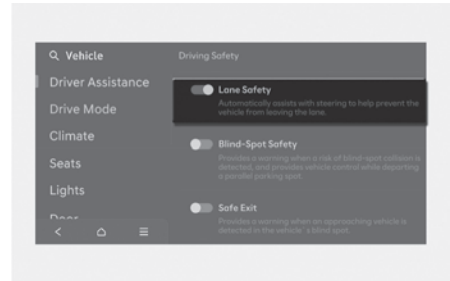 Vehicle
Driver Assistance
Drive Mode
Climate
Seats
Lights
Door
Driving Safety
Lane Safety
Automatically assists with steering to help prevent the
vehicle from leaving the lane.
Blind-Spot Safety
Provides a warning when a risk of blind-spot collision is
detected, and provides vehicle control while departing
a parallel parking spot.
Safe Exit
Provides a warning when an approaching vehicle is
detected in the vehicle's blind spot.